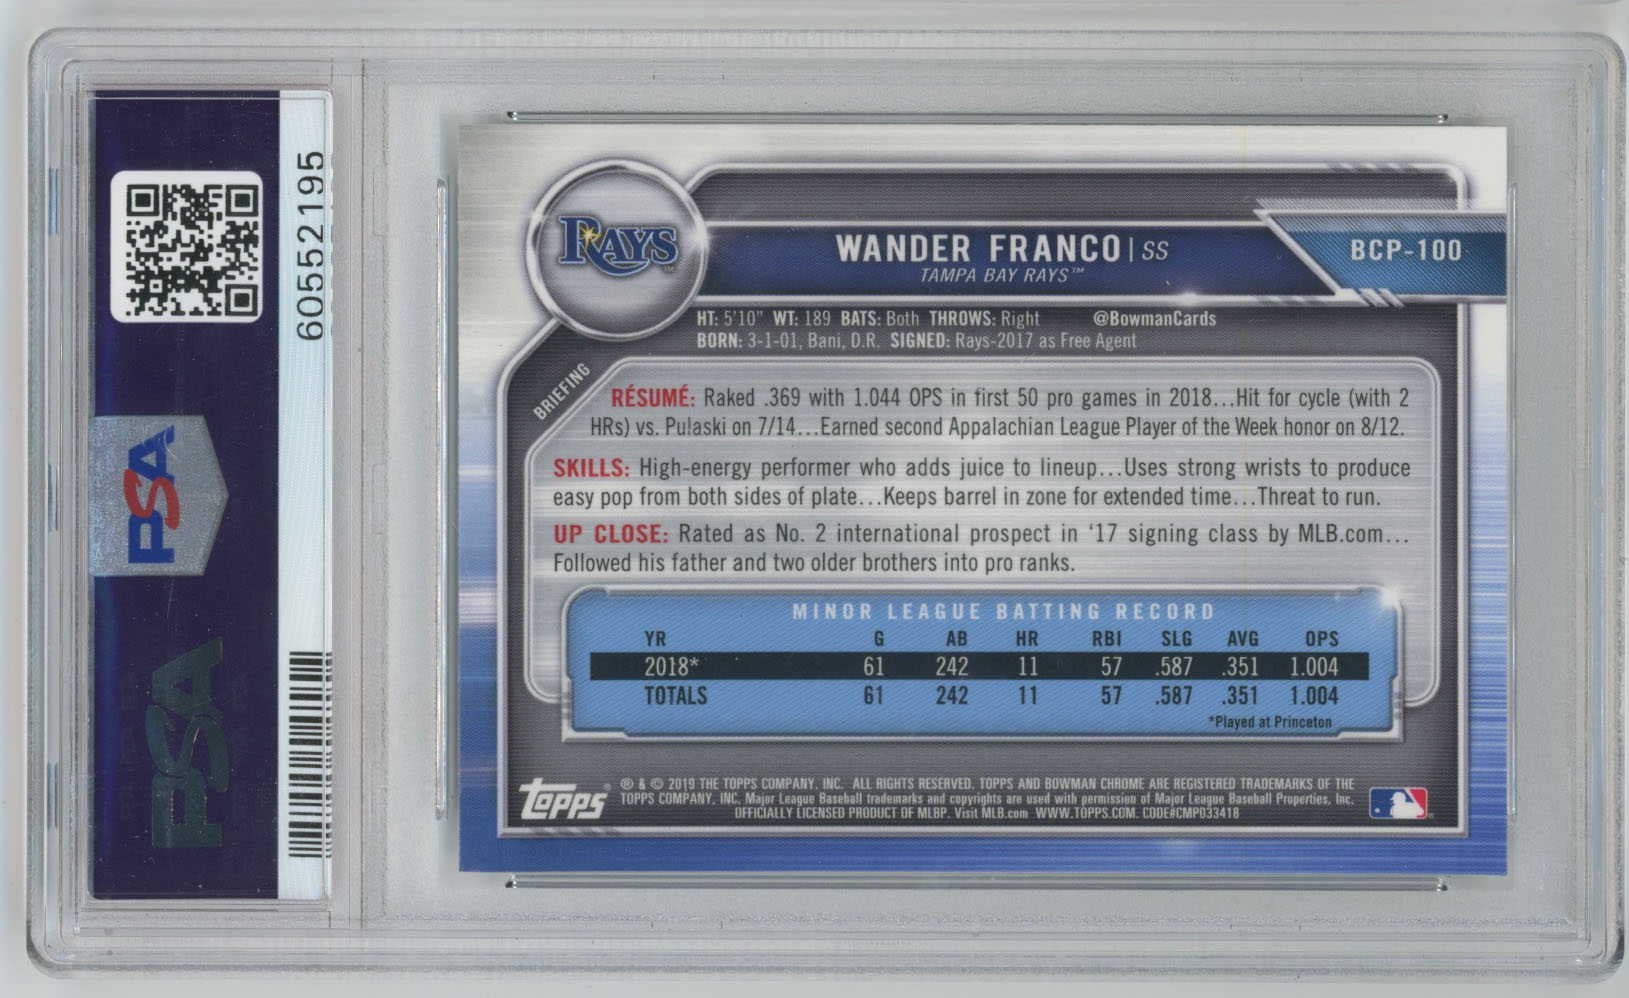 60552195
PSA
PSA
RAYS™
WANDER FRANCO | SS
TAMPA BAY RAYS™
BCP-100
HT: 5'10" WT: 189 BATS: Both THROWS: Right @BowmanCards
BORN: 3-1-01, Bani, D.R. SIGNED: Rays-2017 as Free Agent
BRIEFING
RÉSUMÉ: Raked .369 with 1.044 OPS in first 50 pro games in 2018...Hit for cycle (with 2
HRs) vs. Pulaski on 7/14...Earned second Appalachian League Player of the Week honor on 8/12.
SKILLS: High-energy performer who adds juice to lineup...Uses strong wrists to produce
easy pop from both sides of plate...Keeps barrel in zone for extended time...Threat to run.
UP CLOSE: Rated as No. 2 international prospect in '17 signing class by MLB.com...
Followed his father and two older brothers into pro ranks.
MINOR LEAGUE BATTING RECORD
YR G AB HR RBI SLG AVG OPS
2018* 61 242 11 57 .587 .351 1.004
TOTALS 61 242 11 57 .587 .351 1.004
*Played at Princeton
Topps®
® & © 2019 THE TOPPS COMPANY, INC. ALL RIGHTS RESERVED. TOPPS AND BOWMAN CHROME ARE REGISTERED TRADEMARKS OF THE
TOPPS COMPANY, INC. Major League Baseball trademarks and copyrights are used with permission of Major League Baseball Properties, Inc.
OFFICIALLY LICENSED PRODUCT OF MLBP. Visit MLB.com WWW.TOPPS.COM. CODE#CMP033418